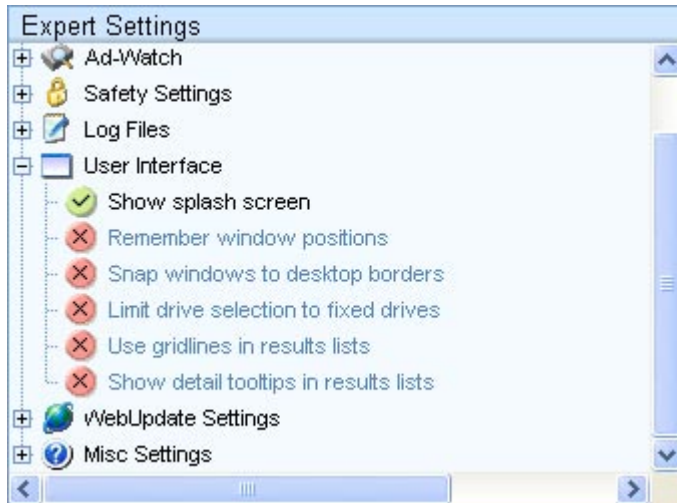 Expert Settings
Ad-Watch
Safety Settings
Log Files
User Interface
Show splash screen
Remember window positions
Snap windows to desktop borders
Limit drive selection to fixed drives
Use gridlines in results lists
Show detail tooltips in results lists
WebUpdate Settings
Misc Settings